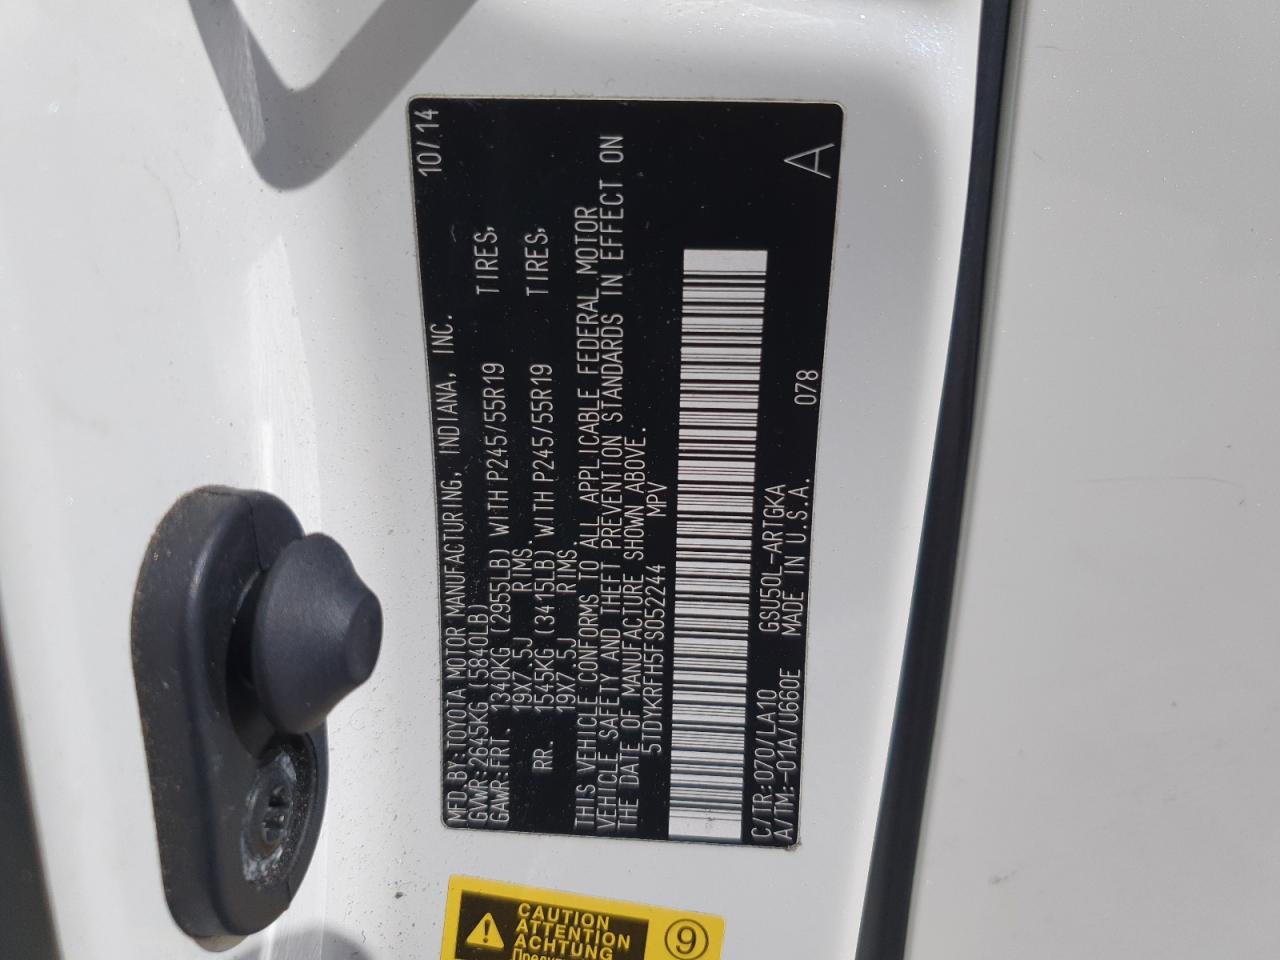 MFD.BY:TOYOTA MOTOR MANUFACTURING, INDIANA, INC. 10/14
GVWR:2645KG (5840LB)
GAWR:FRT. 1340KG (2955LB) WITH P245/55R19 TIRES,
19X7.5J RIMS.
RR. 1545KG (3415LB) WITH P245/55R19 TIRES,
19X7.5J RIMS.
THIS VEHICLE CONFORMS TO ALL APPLICABLE FEDERAL MOTOR
VEHICLE SAFETY AND THEFT PREVENTION STANDARDS IN EFFECT ON
THE DATE OF MANUFACTURE SHOWN ABOVE.
5TDYKRFH5FS052244 MPV
C/TR:070/LA10 GSU50L-ARTGKA 078 A
A/TM:-01A/U660E MADE IN U.S.A.
CAUTION
ATTENTION
ACHTUNG
9